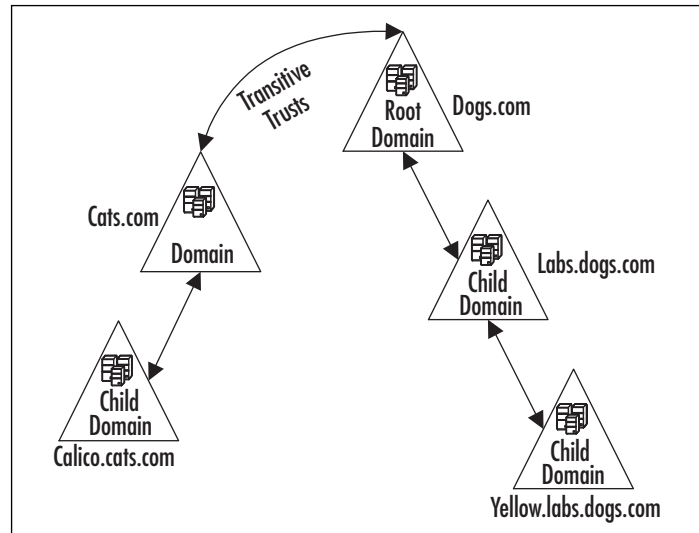 Transitive
Trusts
Root
Domain
Dogs.com
Cats.com
Domain
Child
Domain
Labs.dogs.com
Child
Domain
Calico.cats.com
Child
Domain
Yellow.labs.dogs.com